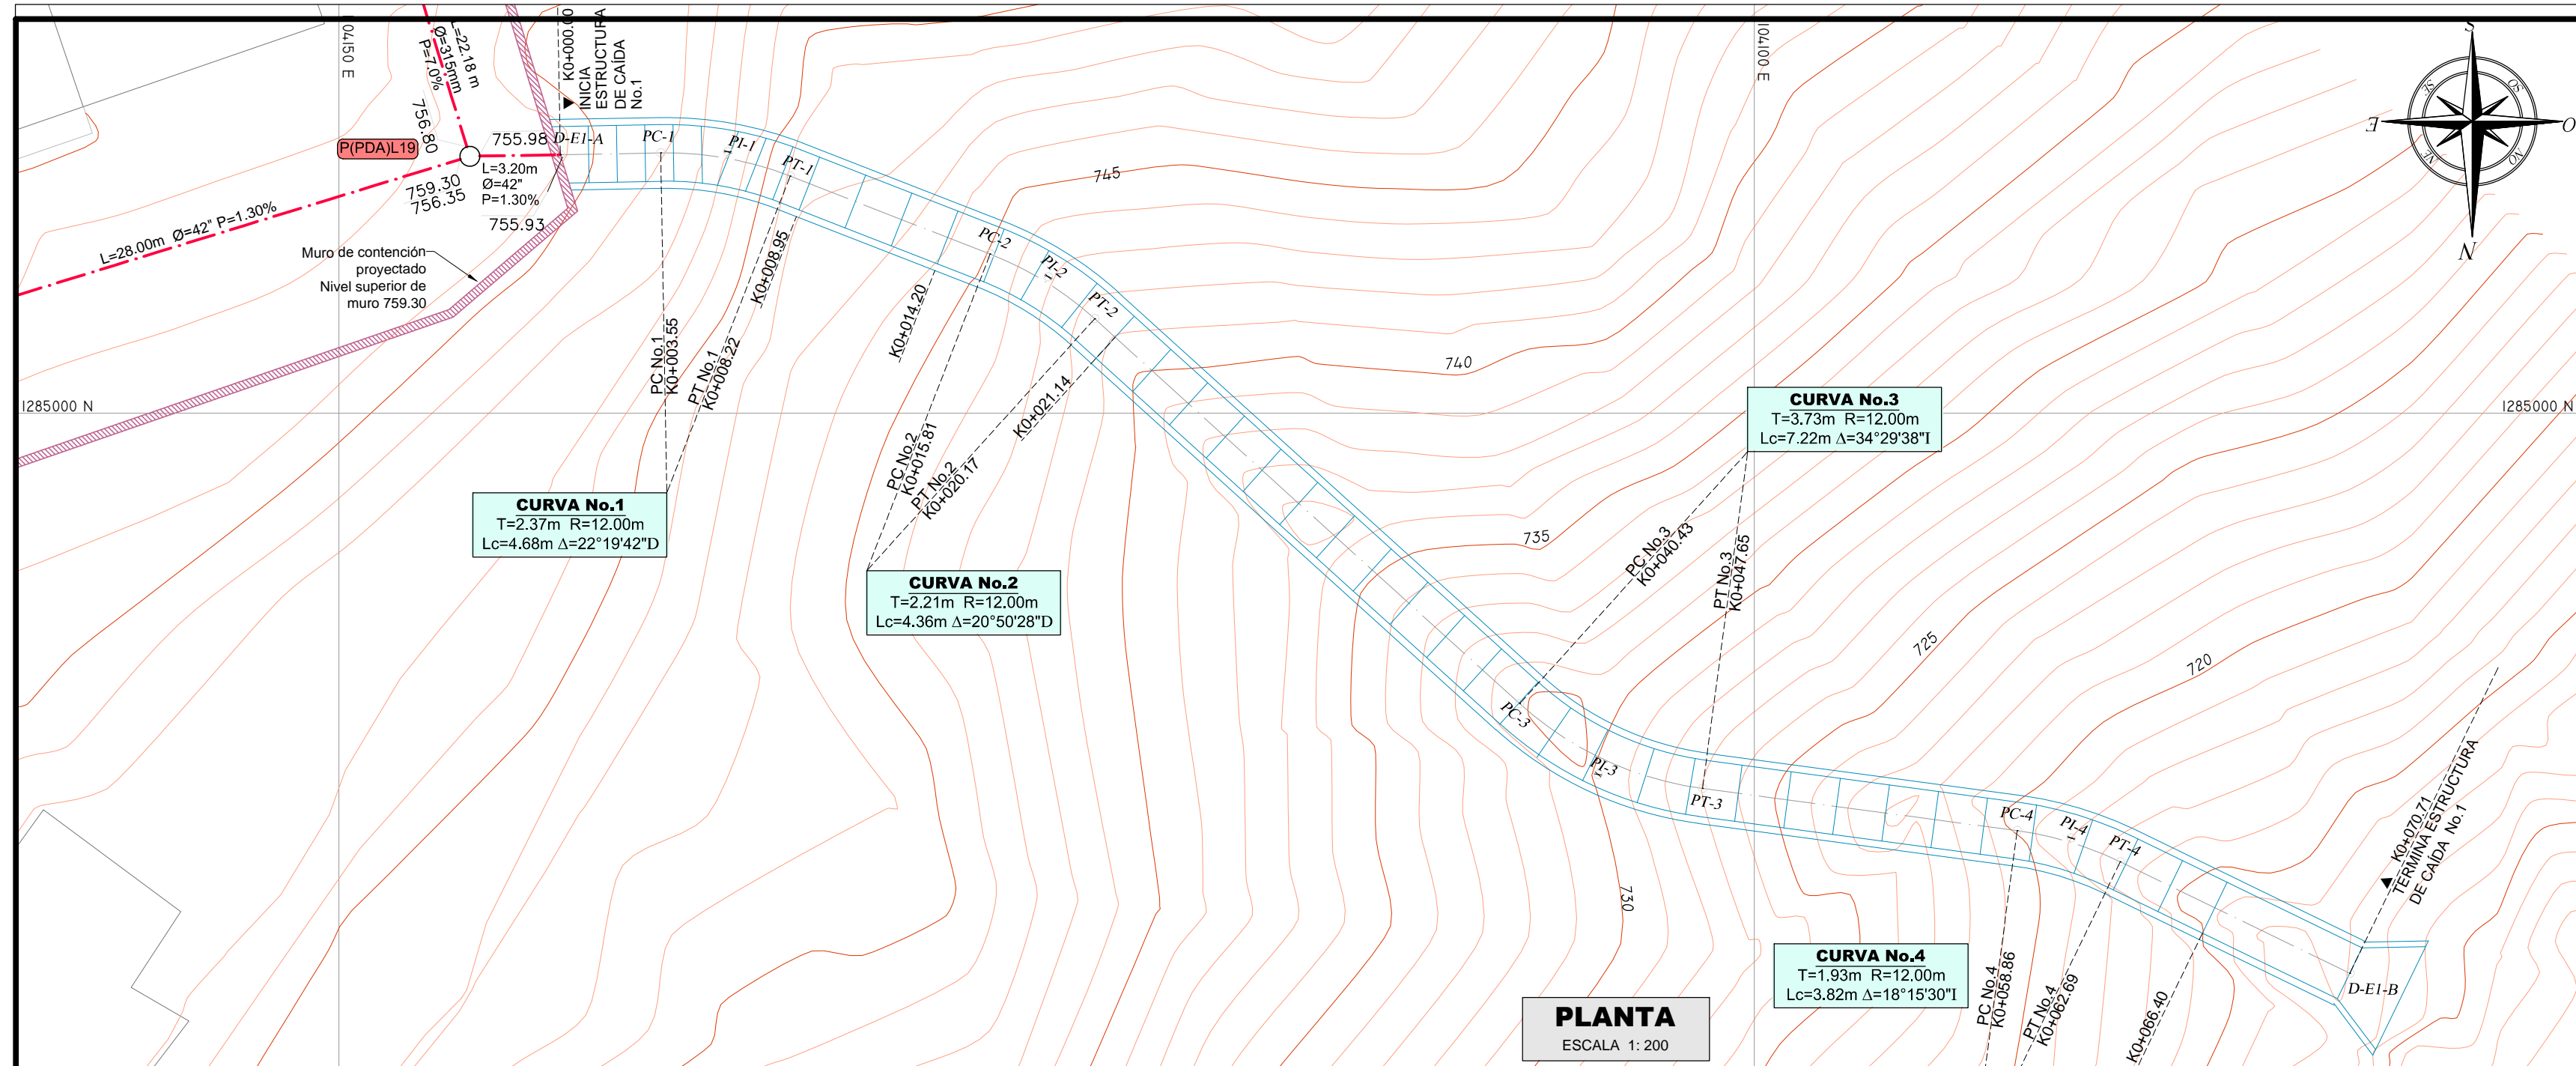 L=22.18 m
Ø=315mm
P=7.0%
104150 E
K0+000.00
INICIA
ESTRUCTURA
DE CAÍDA
No.1
104100 E
S
SE
SO
E
O
NE
NO
N
756.80
P(PDA)L19
755.98
D-E1-A
PC-1
PI-1
PT-1
L=3.20m
Ø=42"
P=1.30%
759.30
756.35
755.93
L=28.00m Ø=42" P=1.30%
Muro de contención
proyectado
Nivel superior de
muro 759.30
745
PC-2
PI-2
PT-2
K0+008.95
K0+014.20
PC No.1
K0+003.55
PT No.1
K0+008.22
740
K0+021.14
1285000 N
1285000 N
CURVA No.3
T=3.73m R=12.00m
Lc=7.22m Δ=34°29'38"I
PC No.2
K0+015.81
PT No.2
K0+020.17
CURVA No.1
T=2.37m R=12.00m
Lc=4.68m Δ=22°19'42"D
735
PC No.3
K0+040.43
PT No.3
K0+047.65
CURVA No.2
T=2.21m R=12.00m
Lc=4.36m Δ=20°50'28"D
725
720
PC-3
PI-3
PT-3
PC-4
PI-4
PT-4
K0+070.71
TERMINA ESTRUCTURA
DE CAÍDA No.1
730
CURVA No.4
T=1.93m R=12.00m
Lc=3.82m Δ=18°15'30"I
D-E1-B
PC No.4
K0+058.86
PT No.4
K0+062.69
K0+066.40
PLANTA
ESCALA 1: 200